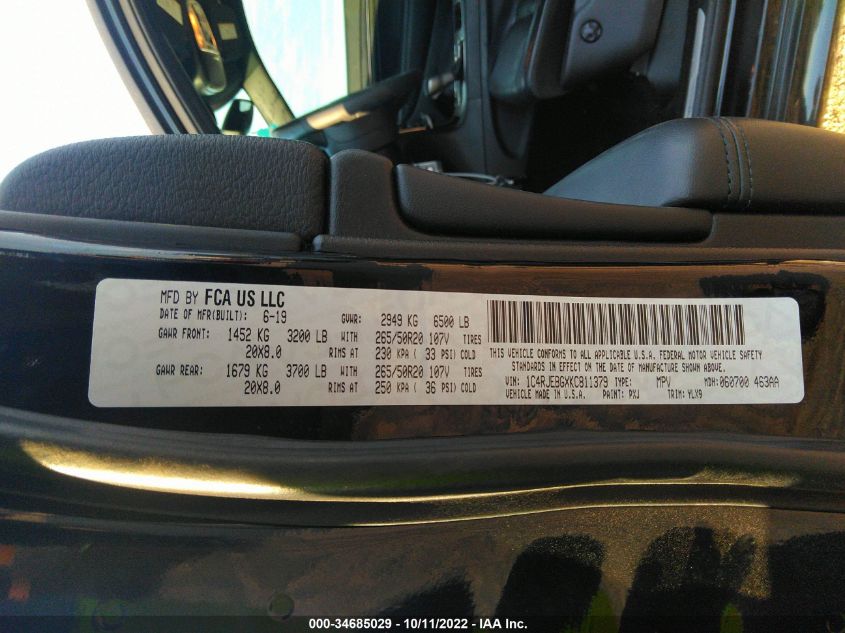 MFD BY FCA US LLC
DATE OF MFR(BUILT): 6-19 GVWR: 2949 KG 6500 LB
GAWR FRONT: 1452 KG 3200 LB WITH 265/50R20 107V TIRES
20X8.0 RIMS AT 230 KPA ( 33 PSI) COLD
GAWR REAR: 1679 KG 3700 LB WITH 265/50R20 107V TIRES
20X8.0 RIMS AT 250 KPA ( 36 PSI) COLD
THIS VEHICLE CONFORMS TO ALL APPLICABLE U.S.A. FEDERAL MOTOR VEHICLE SAFETY
STANDARDS IN EFFECT ON THE DATE OF MANUFACTURE SHOWN ABOVE.
VIN: 1C4RJEBGXKC811379 TYPE: MPV MDH: 060700 463AA
VEHICLE MADE IN U.S.A. PAINT: PXJ TRIM: YLX9
000-34685029 - 10/11/2022 - IAA Inc.